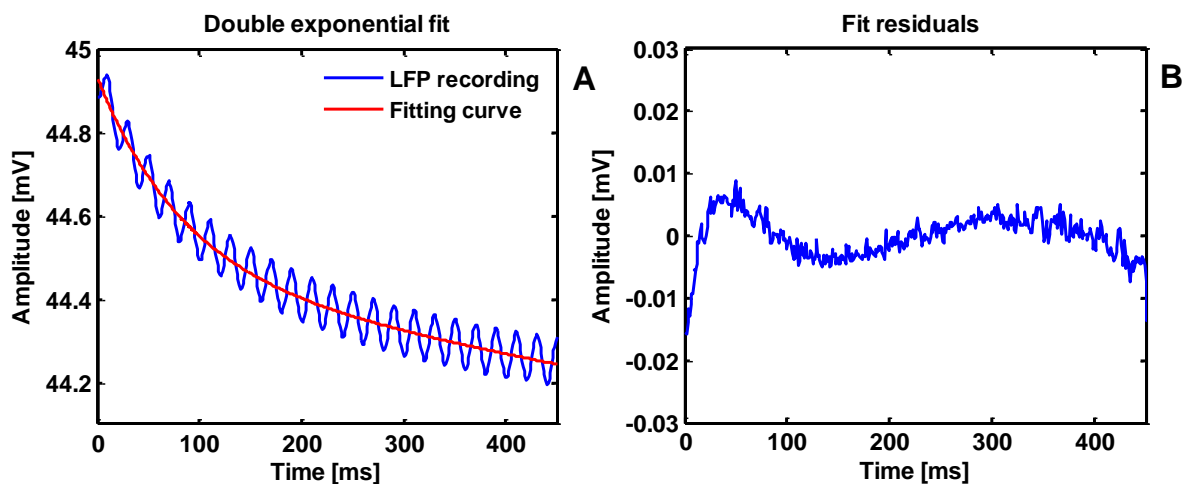 Double exponential fit
45
44.8
44.6
44.4
44.2
0
100
200
300
400
Amplitude [mV]
Time [ms]
LFP recording
Fitting curve
A
Fit residuals
0.03
0.02
0.01
0
-0.01
-0.02
-0.03
0
100
200
300
400
Amplitude [mV]
Time [ms]
B